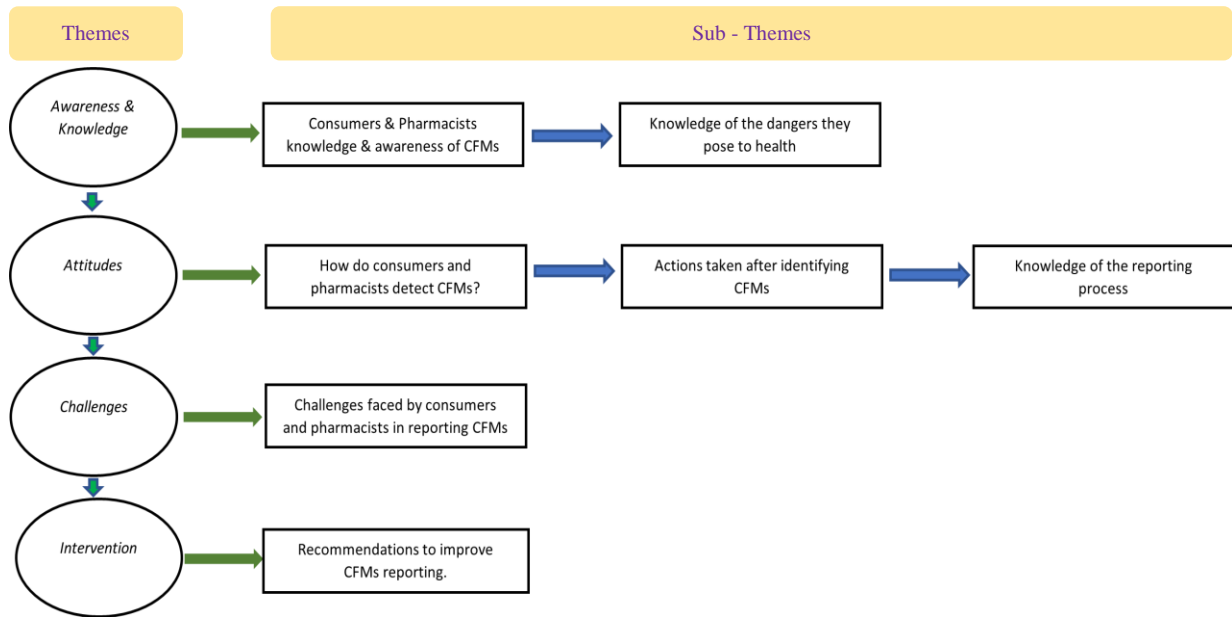 Themes
Sub - Themes
Awareness &
Knowledge
Consumers & Pharmacists
knowledge & awareness of CFMs
Knowledge of the dangers they
pose to health
Attitudes
How do consumers and
pharmacists detect CFMs?
Actions taken after identifying
CFMs
Knowledge of the reporting
process
Challenges
Challenges faced by consumers
and pharmacists in reporting CFMs
Intervention
Recommendations to improve
CFMs reporting.